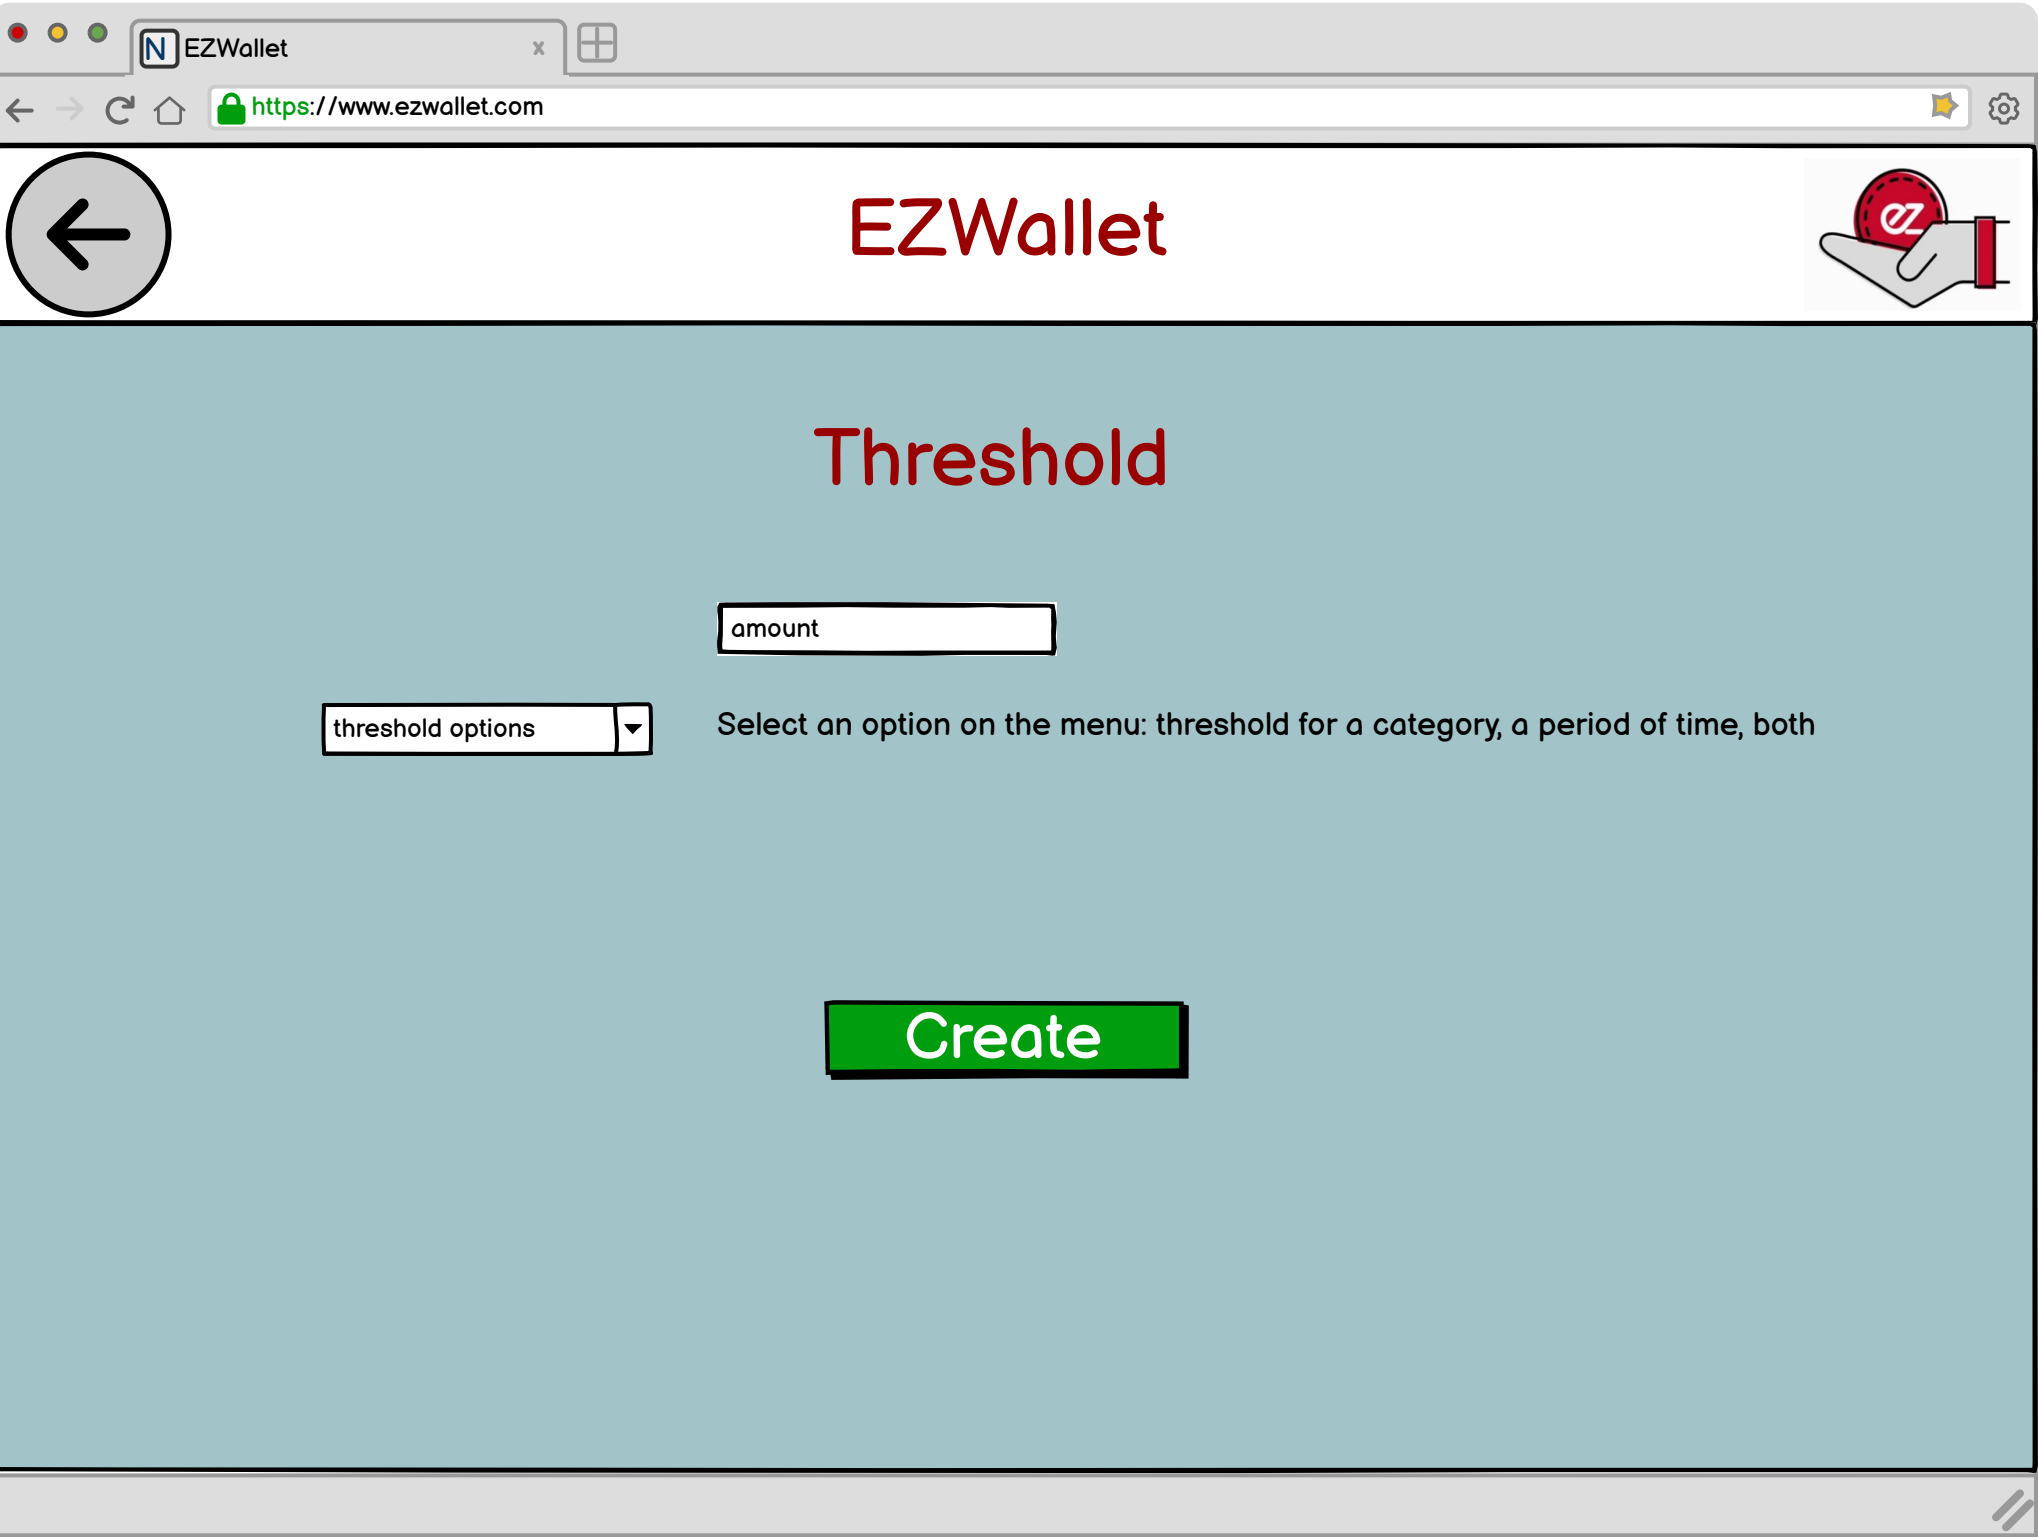 N EZWallet x
https://www.ezwallet.com
EZWallet
ez
Threshold
amount
threshold options
Select an option on the menu: threshold for a category, a period of time, both
Create